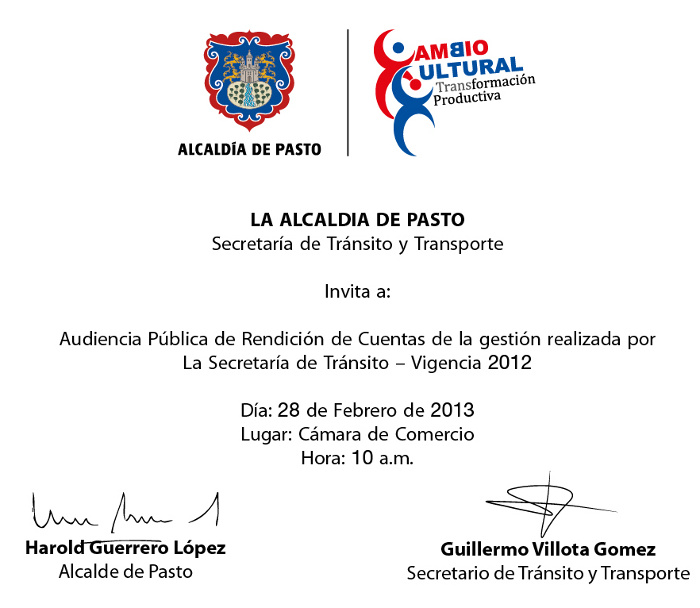 ALCALDÍA DE PASTO
CAMBIO
CULTURAL
Transformación
Productiva
LA ALCALDIA DE PASTO
Secretaría de Tránsito y Transporte
Invita a:
Audiencia Pública de Rendición de Cuentas de la gestión realizada por
La Secretaría de Tránsito – Vigencia 2012
Día: 28 de Febrero de 2013
Lugar: Cámara de Comercio
Hora: 10 a.m.
Harold Guerrero López
Alcalde de Pasto
Guillermo Villota Gomez
Secretario de Tránsito y Transporte